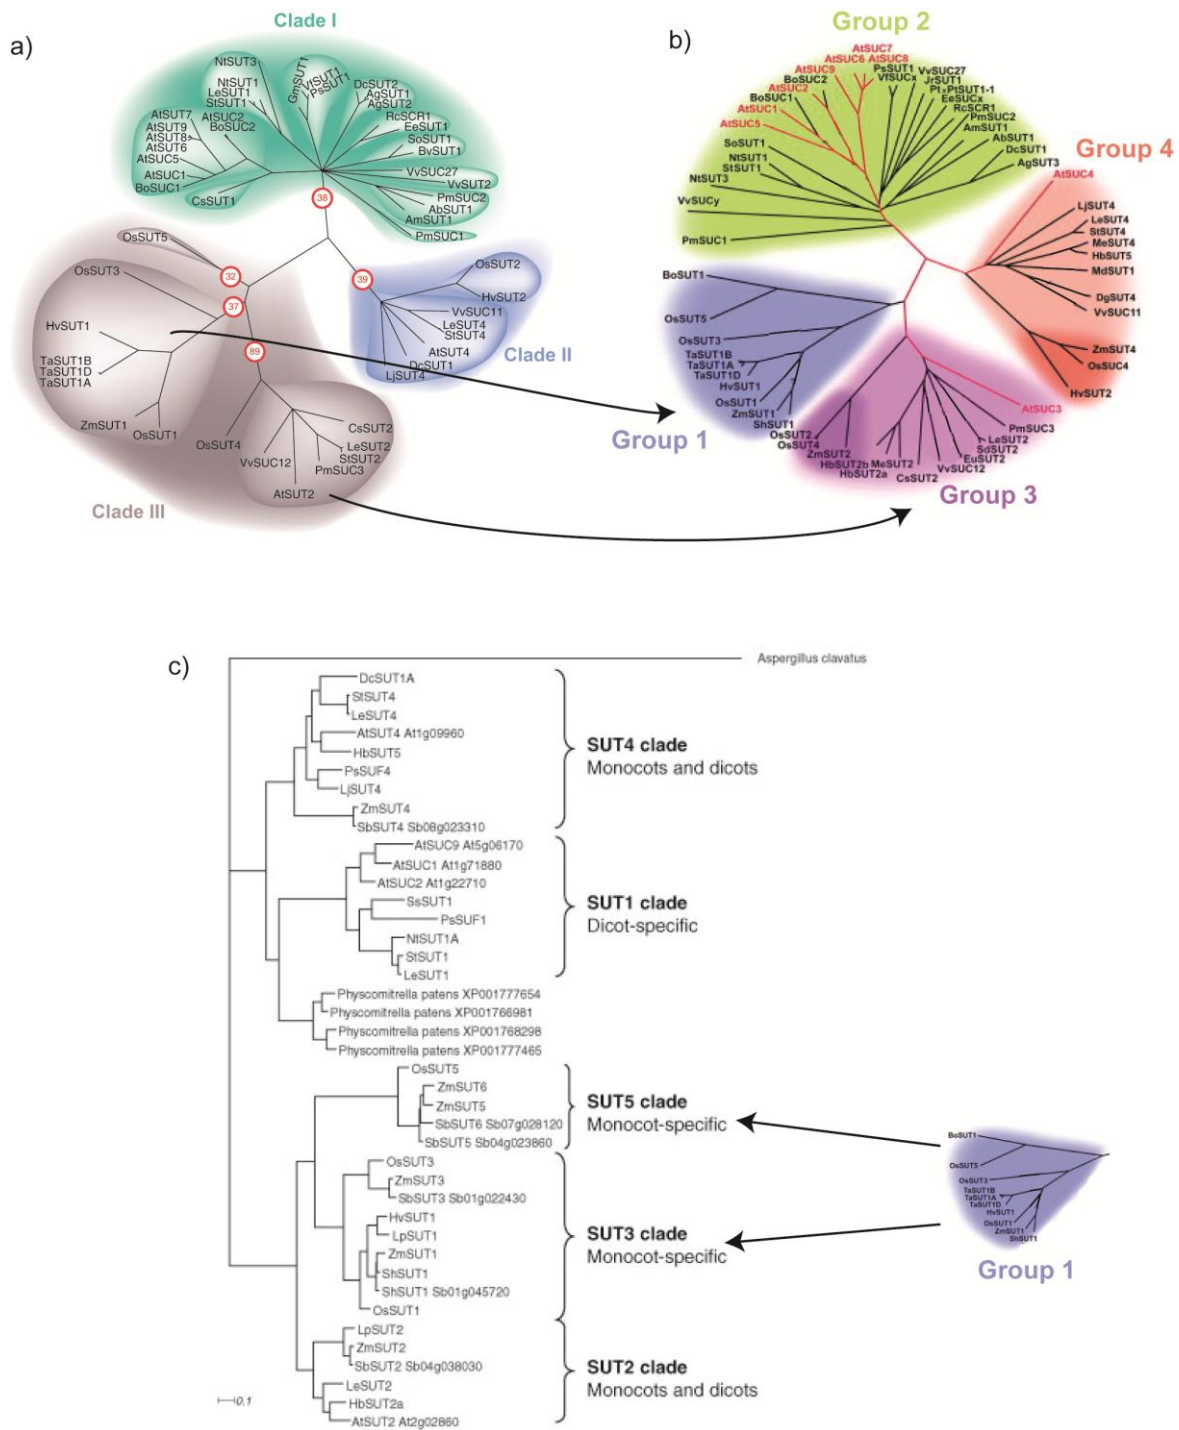 a)
Clade I
NtSUT3
NtSUT1
LeSUT1
StSUT1
GmSUT1
VfSUT1
PsSUT1
DcSUT2
AgSUT1
AgSUT2
RcSCR1
EeSUT1
SoSUT1
BvSUT1
VvSUC27
VvSUT2
PmSUC2
AbSUT1
AmSUT1
PmSUC1
AtSUT7
AtSUT9
AtSUT8
AtSUT6
AtSUC5
AtSUC1
BoSUC1
AtSUC2
BoSUC2
CsSUT1
38
OsSUT5
32
OsSUT3
37
HvSUT1
TaSUT1B
TaSUT1D
TaSUT1A
ZmSUT1
OsSUT1
89
OsSUT4
CsSUT2
LeSUT2
StSUT2
PmSUC3
VvSUC12
AtSUT2
Clade III
39
OsSUT2
HvSUT2
VvSUC11
LeSUT4
StSUT4
AtSUT4
DcSUT1
LjSUT4
Clade II
b)
Group 2
AtSUC7
AtSUC6 AtSUC8
AtSUC9
BoSUC2
AtSUC2
BoSUC1
AtSUC1
AtSUC5
SoSUT1
NtSUT1
StSUT1
NtSUT3
VvSUCy
PmSUC1
PsSUT1
VfSUCx
VvSUC27
JrSUT1
PtSUT1-1
EeSUCx
RcSCR1
PmSUC2
AmSUT1
AbSUT1
DcSUT1
AgSUT3
Group 4
AtSUC4
LjSUT4
LeSUT4
StSUT4
MeSUT4
HbSUT5
MdSUT1
DgSUT4
VvSUC11
ZmSUT4
OsSUC4
HvSUT2
BoSUT1
OsSUT5
OsSUT3
TaSUT1B
TaSUT1A
TaSUT1D
HvSUT1
OsSUT1
ZmSUT1
ShSUT1
Group 1
OsSUT2
OsSUT4
ZmSUT2
HbSUT2b
HbSUT2a
MeSUT2
CsSUT2
VvSUC12
EuSUT2
SdSUT2
LeSUT2
PmSUC3
AtSUC3
Group 3
c)
Aspergillus clavatus
DcSUT1A
StSUT4
LeSUT4
AtSUT4 At1g09960
HbSUT5
PsSUF4
LjSUT4
ZmSUT4
SbSUT4 Sb08g023310
SUT4 clade
Monocots and dicots
AtSUC9 At5g06170
AtSUC1 At1g71880
AtSUC2 At1g22710
SsSUT1
PsSUF1
NtSUT1A
StSUT1
LeSUT1
SUT1 clade
Dicot-specific
Physcomitrella patens XP001777654
Physcomitrella patens XP001766981
Physcomitrella patens XP001768298
Physcomitrella patens XP001777465
OsSUT5
ZmSUT6
ZmSUT5
SbSUT6 Sb07g028120
SbSUT5 Sb04g023860
SUT5 clade
Monocot-specific
OsSUT3
ZmSUT3
SbSUT3 Sb01g022430
HvSUT1
LpSUT1
ZmSUT1
ShSUT1
ShSUT1 Sb01g045720
OsSUT1
SUT3 clade
Monocot-specific
LpSUT2
ZmSUT2
SbSUT2 Sb04g038030
LeSUT2
HbSUT2a
AtSUT2 At2g02860
SUT2 clade
Monocots and dicots
0.1
BoSUT1
OsSUT5
OsSUT3
TaSUT1B
TaSUT1A
TaSUT1D
HvSUT1
OsSUT1
ZmSUT1
ShSUT1
Group 1